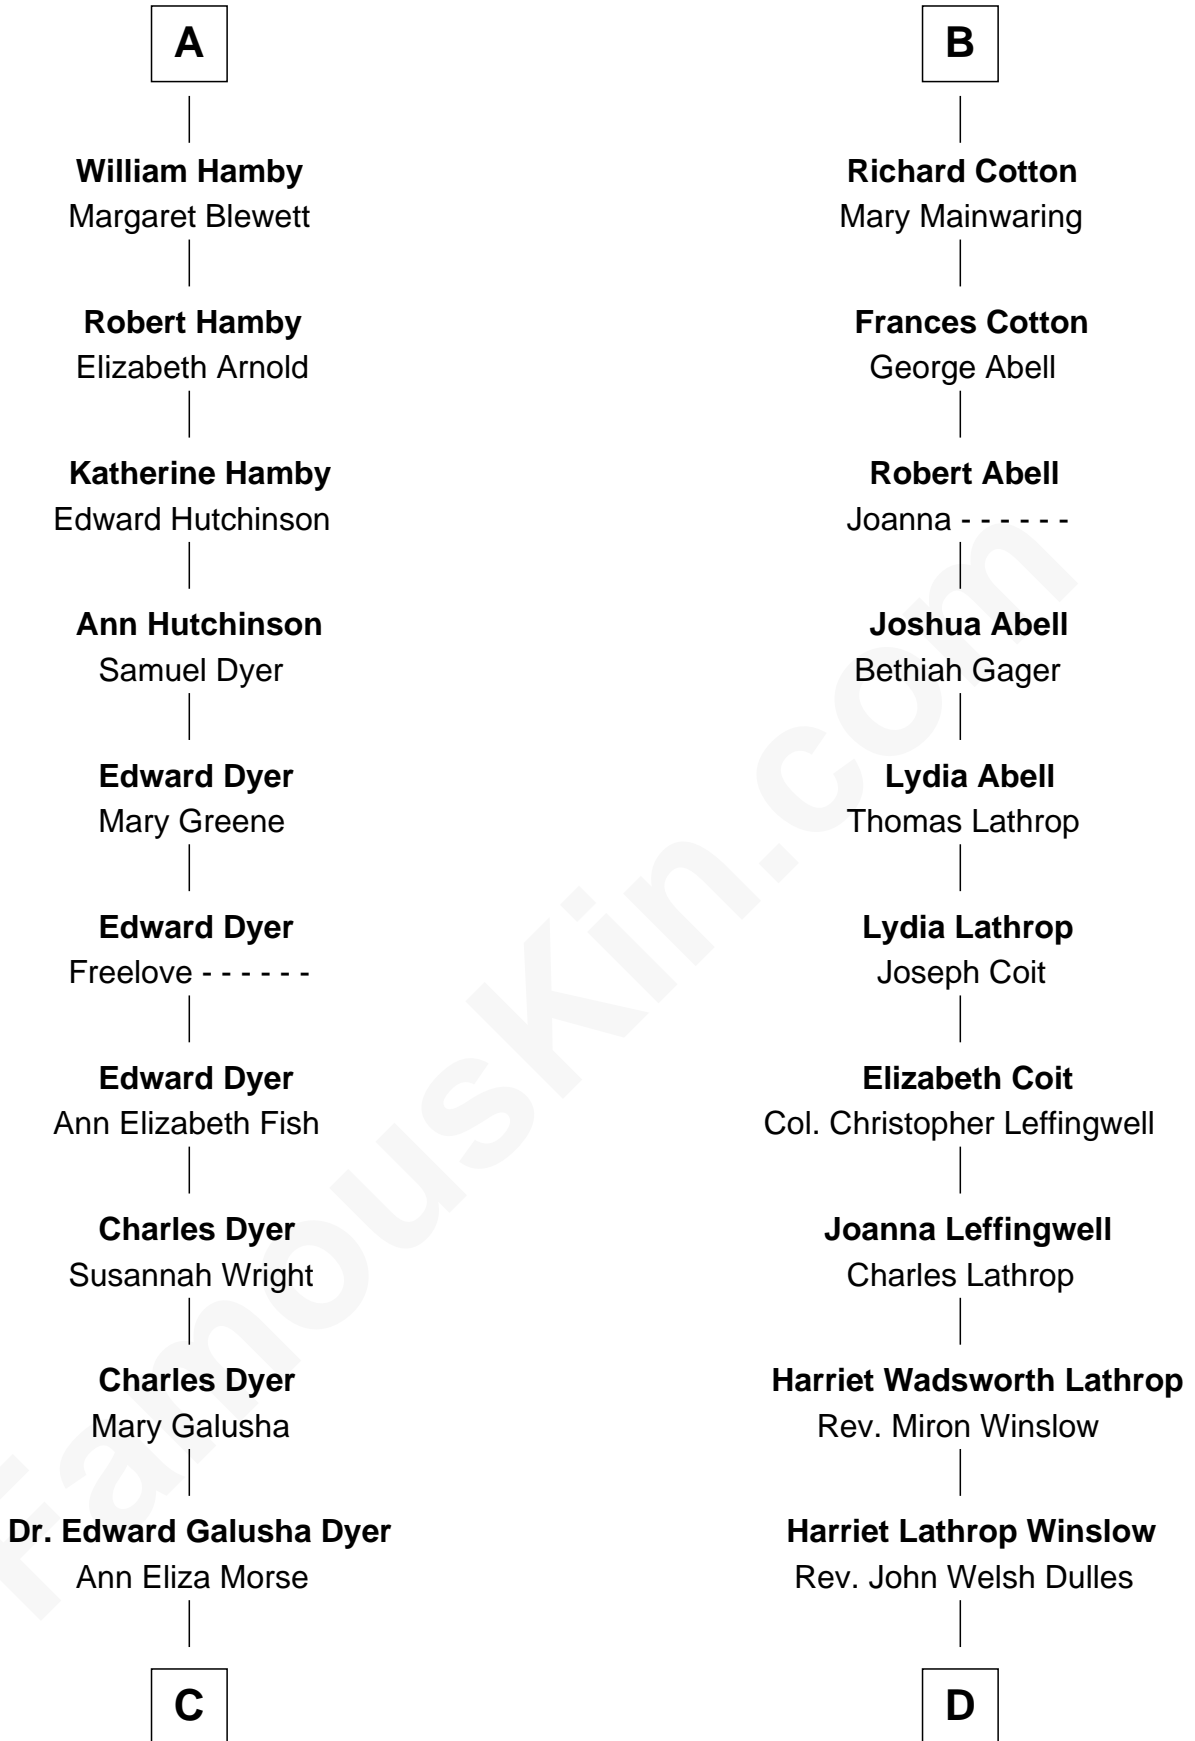 A
William Hamby
Margaret Blewett
Robert Hamby
Elizabeth Arnold
Katherine Hamby
Edward Hutchinson
Ann Hutchinson
Samuel Dyer
Edward Dyer
Mary Greene
Edward Dyer
Freelove - - - - - -
Edward Dyer
Ann Elizabeth Fish
Charles Dyer
Susannah Wright
Charles Dyer
Mary Galusha
Dr. Edward Galusha Dyer
Ann Eliza Morse
C
B
Richard Cotton
Mary Mainwaring
Frances Cotton
George Abell
Robert Abell
Joanna - - - - - -
Joshua Abell
Bethiah Gager
Lydia Abell
Thomas Lathrop
Lydia Lathrop
Joseph Coit
Elizabeth Coit
Col. Christopher Leffingwell
Joanna Leffingwell
Charles Lathrop
Harriet Wadsworth Lathrop
Rev. Miron Winslow
Harriet Lathrop Winslow
Rev. John Welsh Dulles
D
FamousKin.com